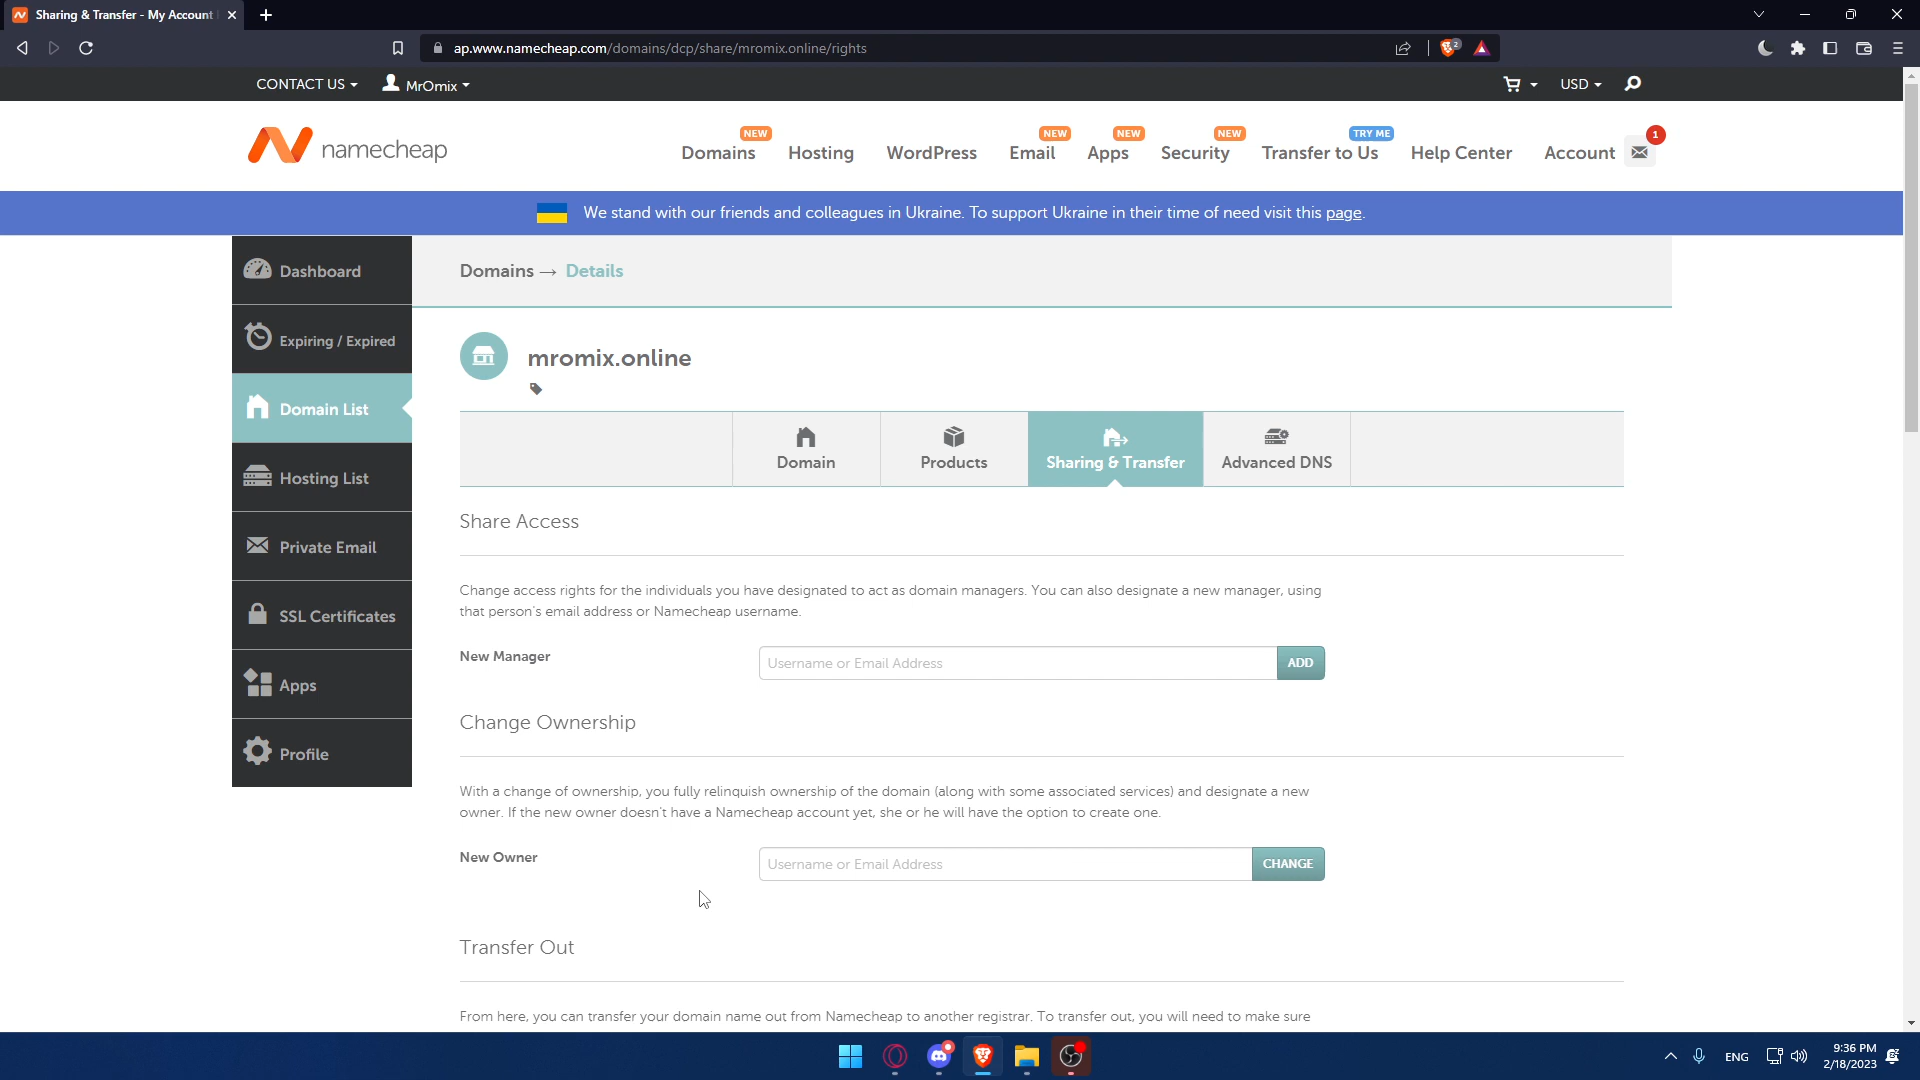 Sharing & Transfer - My Account
ap.www.namecheap.com/domains/dcp/share/mromix.online/rights
2
CONTACT US
MrOmix
USD
namecheap
NEW
NEW
NEW
NEW
TRY ME
1
Domains
Hosting
WordPress
Email
Apps
Security
Transfer to Us
Help Center
Account
We stand with our friends and colleagues in Ukraine. To support Ukraine in their time of need visit this page.
Dashboard
Expiring / Expired
Domain List
Hosting List
Private Email
SSL Certificates
Apps
Profile
Domains → Details
mromix.online
Domain
Products
Sharing & Transfer
Advanced DNS
Share Access
Change access rights for the individuals you have designated to act as domain managers. You can also designate a new manager, using
that person's email address or Namecheap username.
New Manager
Username or Email Address
ADD
Change Ownership
With a change of ownership, you fully relinquish ownership of the domain (along with some associated services) and designate a new
owner. If the new owner doesn't have a Namecheap account yet, she or he will have the option to create one.
New Owner
Username or Email Address
CHANGE
Transfer Out
From here, you can transfer your domain name out from Namecheap to another registrar. To transfer out, you will need to make sure
ENG
9:36 PM
2/18/2023